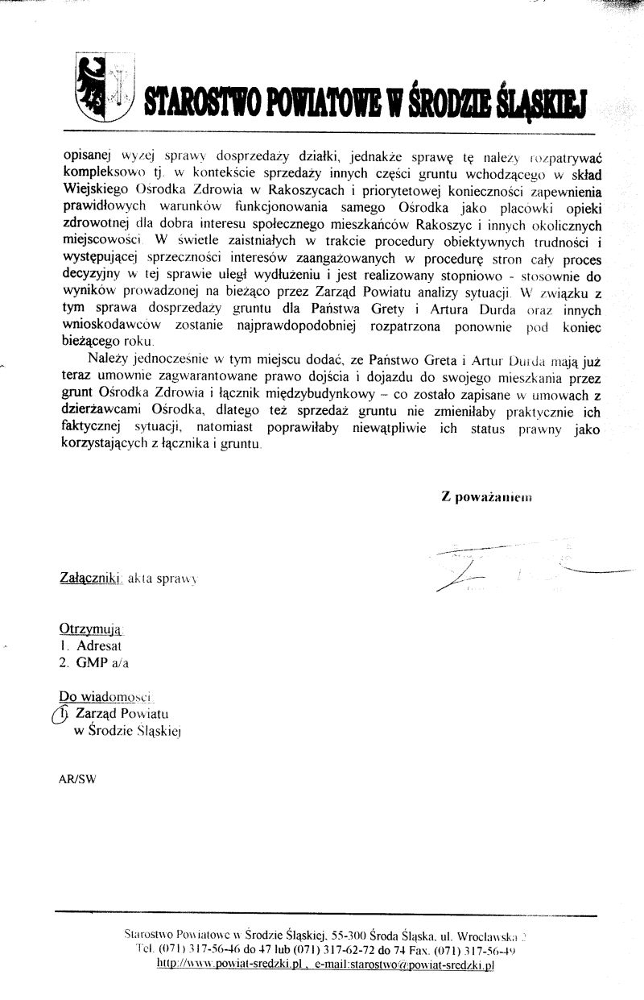 STAROSTWO POWIATOWE W ŚRODZIE ŚLĄSKIEJ
opisanej wyzej sprawy dosprzedaży działki, jednakże sprawę tę należy rozpatrywać
kompleksowo tj. w kontekście sprzedaży innych części gruntu wchodzącego w skład
Wiejskiego Ośrodka Zdrowia w Rakoszycach i priorytetowej konieczności zapewnienia
prawidłowych warunków funkcjonowania samego Ośrodka jako placówki opieki
zdrowotnej dla dobra interesu społecznego mieszkańców Rakoszyc i innych okolicznych
miejscowości. W świetle zaistniałych w trakcie procedury obiektywnych trudności i
występującej sprzeczności interesów zaangażowanych w procedurę stron cały proces
decyzyjny w tej sprawie uległ wydłużeniu i jest realizowany stopniowo - stosownie do
wyników prowadzonej na bieżąco przez Zarząd Powiatu analizy sytuacji. W związku z
tym sprawa dosprzedaży gruntu dla Państwa Grety i Artura Durda oraz innych
wnioskodawców zostanie najprawdopodobniej rozpatrzona ponownie pod koniec
bieżącego roku.
Należy jednocześnie w tym miejscu dodać, ze Państwo Greta i Artur Durda mają już
teraz umownie zagwarantowane prawo dojścia i dojazdu do swojego mieszkania przez
grunt Ośrodka Zdrowia i łącznik międzybudynkowy – co zostało zapisane w umowach z
dzierżawcami Ośrodka, dlatego też sprzedaż gruntu nie zmieniłaby praktycznie ich
faktycznej sytuacji, natomiast poprawiłaby niewątpliwie ich status prawny jako
korzystających z łącznika i gruntu.
Z poważaniem
Załączniki: akta sprawy
Otrzymują:
1. Adresat
2. GMP a/a
Do wiadomości:
1. Zarząd Powiatu
w Środzie Śląskiej
AR/SW
Starostwo Powiatowe w Środzie Śląskiej, 55-300 Środa Śląska, ul. Wrocławska 2
Tel. (071) 317-56-46 do 47 lub (071) 317-62-72 do 74 Fax. (071) 317-56-49
http://www.powiat-sredzki.pl , e-mail:starostwo@powiat-sredzki.pl